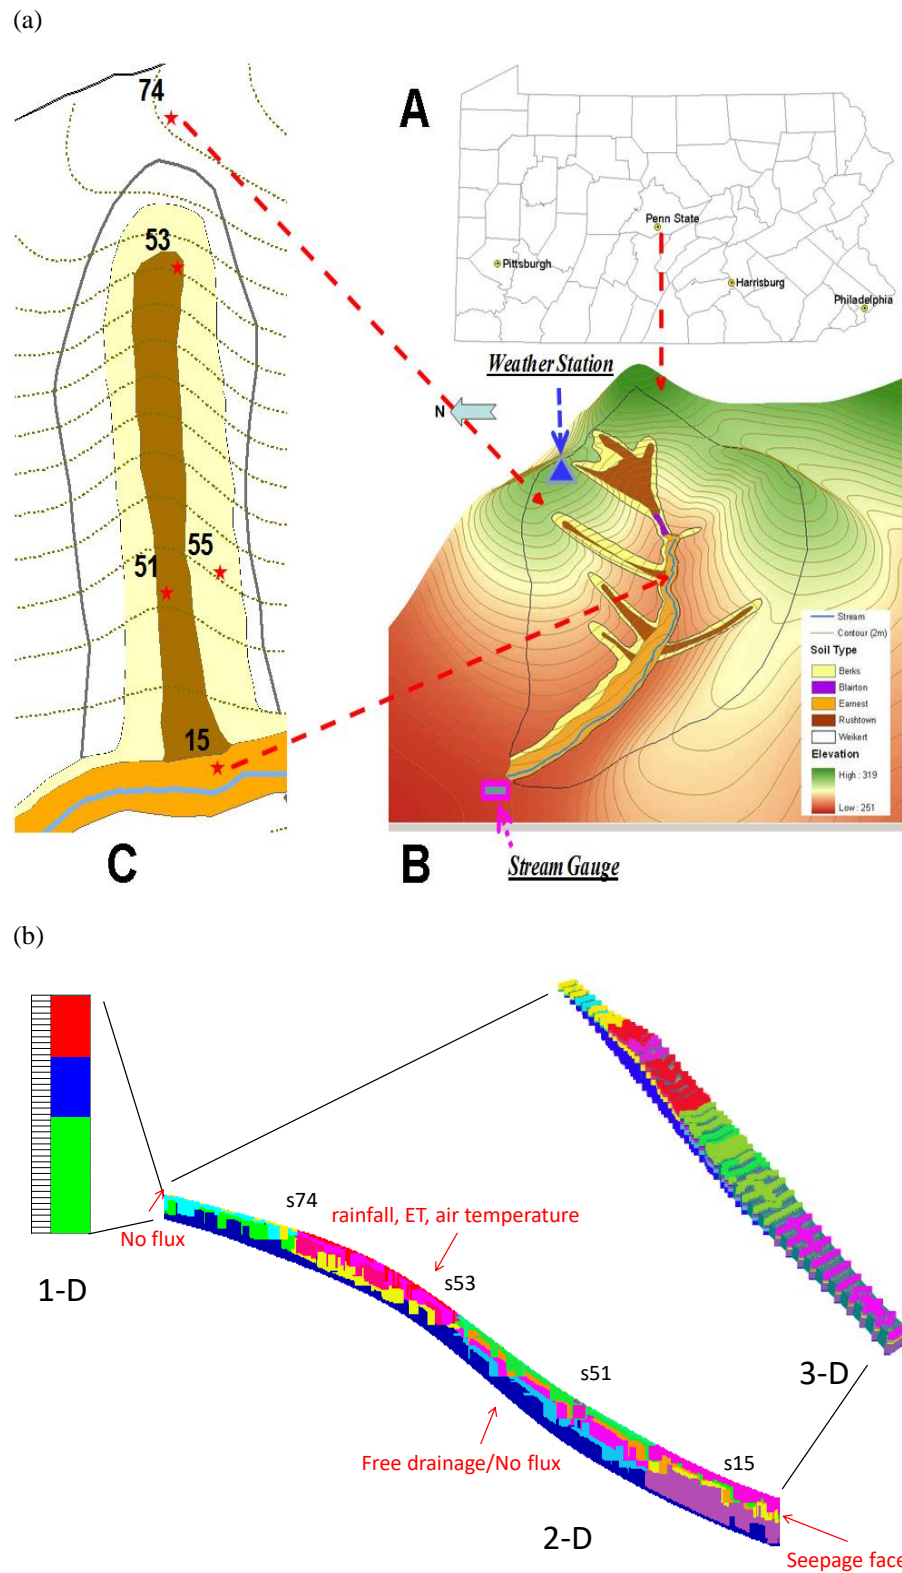 (a)
74
A
Penn State
Pittsburgh
Harrisburg
Philadelphia
53
Weather Station
N
55
51
Stream
Contour (2m)
Soil Type
Berks
Blairton
Earnest
Rushtown
Weikert
Elevation
High : 319
Low : 251
15
C
B
Stream Gauge
(b)
s74
rainfall, ET, air temperature
No flux
1-D
s53
s51
3-D
Free drainage/No flux
s15
2-D
Seepage face